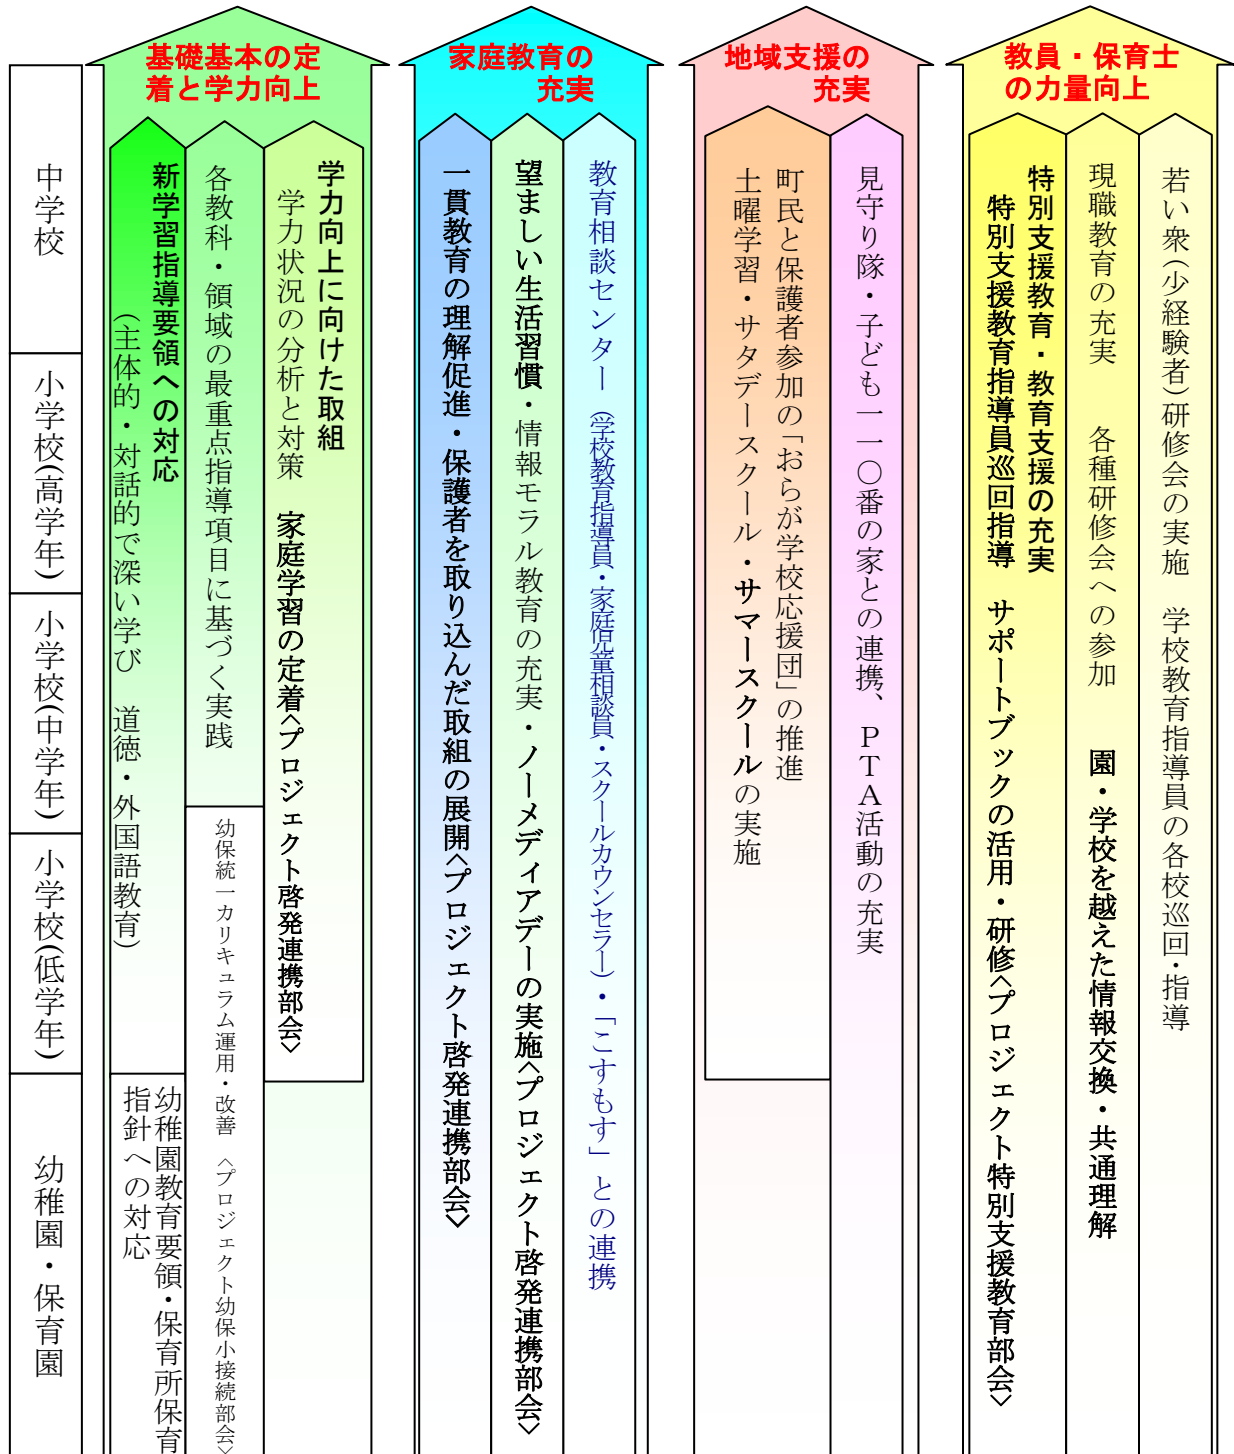 基礎基本の定
着と学力向上
家庭教育の
充実
地域支援の
充実
教員・保育士
の力量向上
中学校
小学校(高学年)
小学校(中学年)
小学校(低学年)
幼稚園・保育園
新学習指導要領への対応
(主体的・対話的で深い学び 道徳・外国語教育)
幼稚園教育要領・保育所保育
指針への対応
各教科・領域の最重点指導項目に基づく実践
幼保統一カリキュラム運用・改善 <プロジェクト幼保小接続部会>
学力向上に向けた取組
学力状況の分析と対策 家庭学習の定着<プロジェクト啓発連携部会>
一貫教育の理解促進・保護者を取り込んだ取組の展開<プロジェクト啓発連携部会>
望ましい生活習慣・情報モラル教育の充実・ノーメディアデーの実施<プロジェクト啓発連携部会>
教育相談センター (学校教育指導員・家庭児童相談員・スクールカウンセラー)・「こすもす」との連携
町民と保護者参加の「おらが学校応援団」の推進
土曜学習・サタデースクール・サマースクールの実施
見守り隊・子ども一一〇番の家との連携、PTA活動の充実
特別支援教育・教育支援の充実
特別支援教育指導員巡回指導 サポートブックの活用・研修<プロジェクト特別支援教育部会>
現職教育の充実 各種研修会への参加 園・学校を越えた情報交換・共通理解
若い衆(少経験者)研修会の実施 学校教育指導員の各校巡回・指導